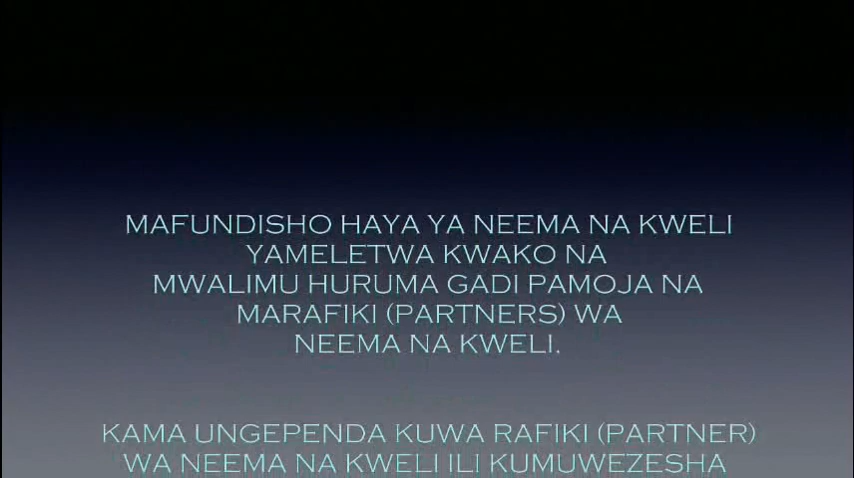 MAFUNDISHO HAYA YA NEEMA NA KWELI
YAMELETWA KWAKO NA
MWALIMU HURUMA GADI PAMOJA NA
MARAFIKI (PARTNERS) WA
NEEMA NA KWELI.
KAMA UNGEPENDA KUWA RAFIKI (PARTNER)
WA NEEMA NA KWELI ILI KUMUWEZESHA